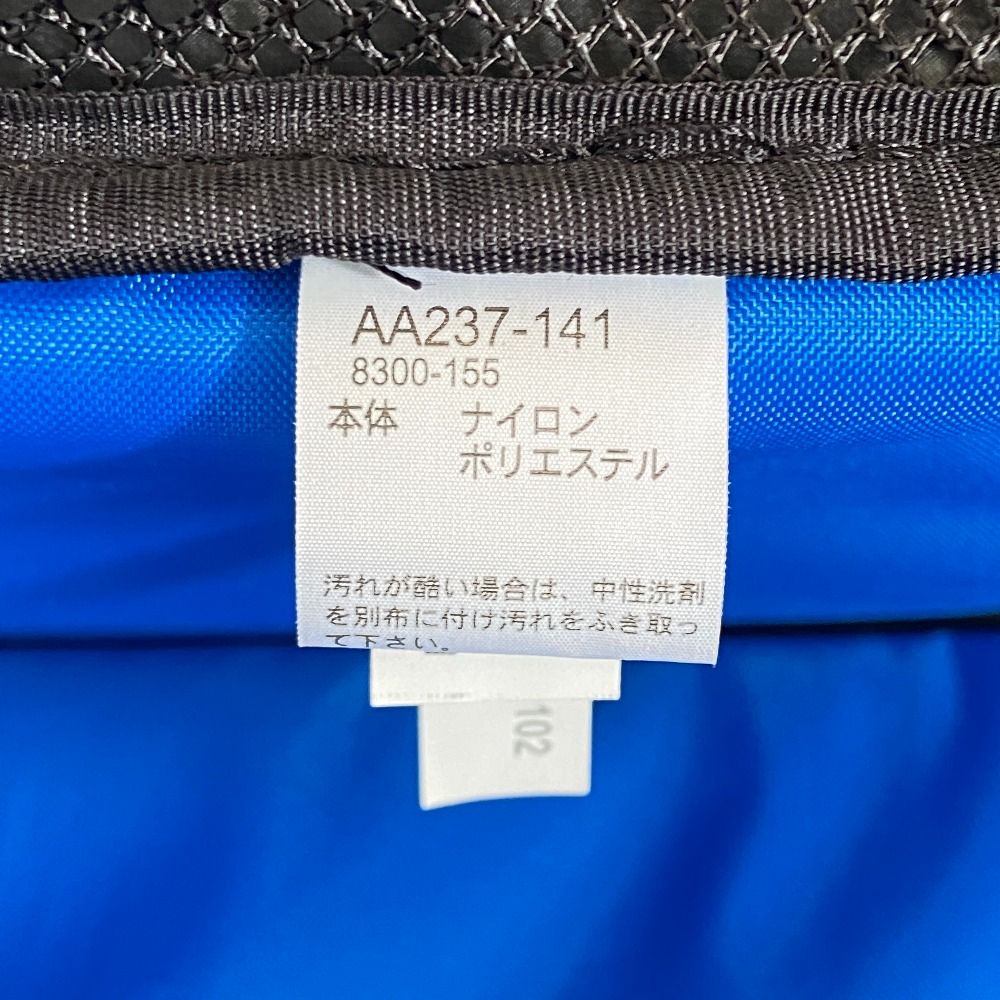 AA237-141
8300-155
本体 ナイロン
ポリエステル
汚れが酷い場合は、中性洗剤
を別布に付け汚れをふき取っ
て下さい。
102